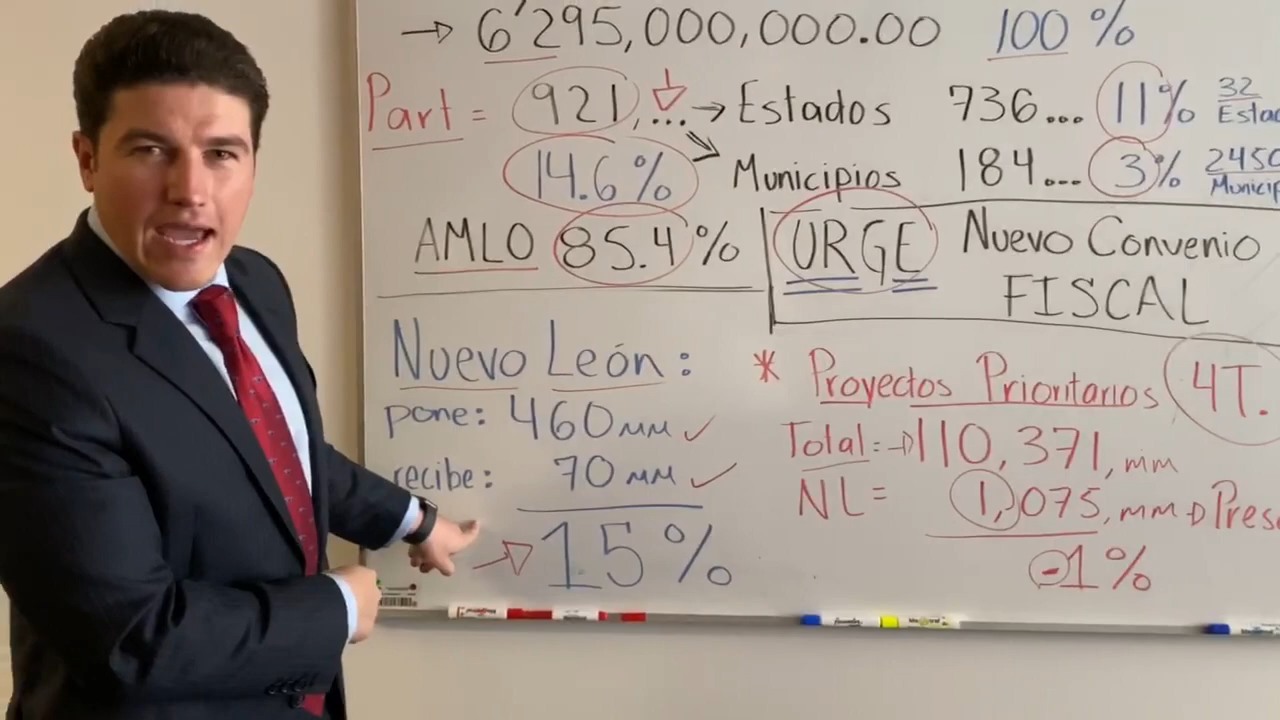 → 6'295,000,000.00 100 %
Part = 921, ... → Estados 736... 11% 32
14.6% Municipios 184... 3% 2450
AMLO 85.4% URGE Nuevo Convenio
FISCAL
Nuevo León:
pone: 460 MM ✓
recibe: 70 MM ✓
→ 15%
* Proyectos Prioritarios 4T.
Total = → 110,371, mm
NL = 1,075, mm →
-1%